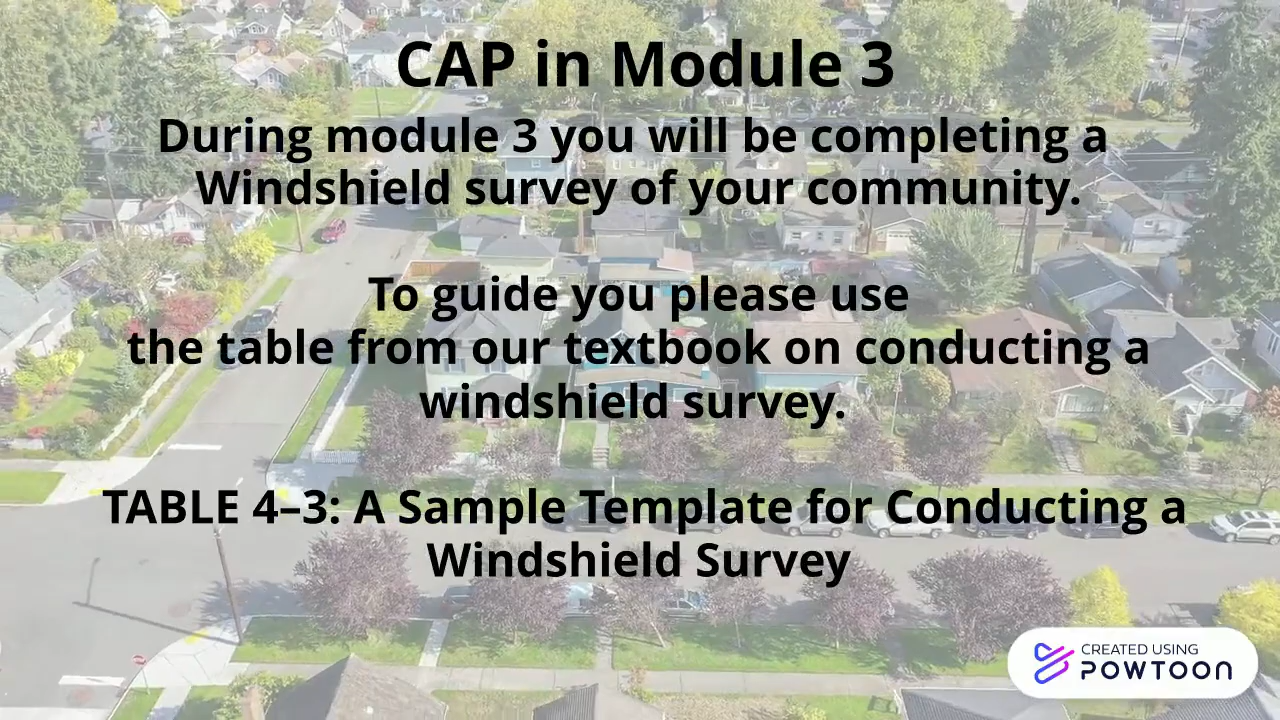 CAP in Module 3
During module 3 you will be completing a
Windshield survey of your community.
To guide you please use
the table from our textbook on conducting a
windshield survey.
TABLE 4–3: A Sample Template for Conducting a
Windshield Survey
CREATED USING
POWTOON